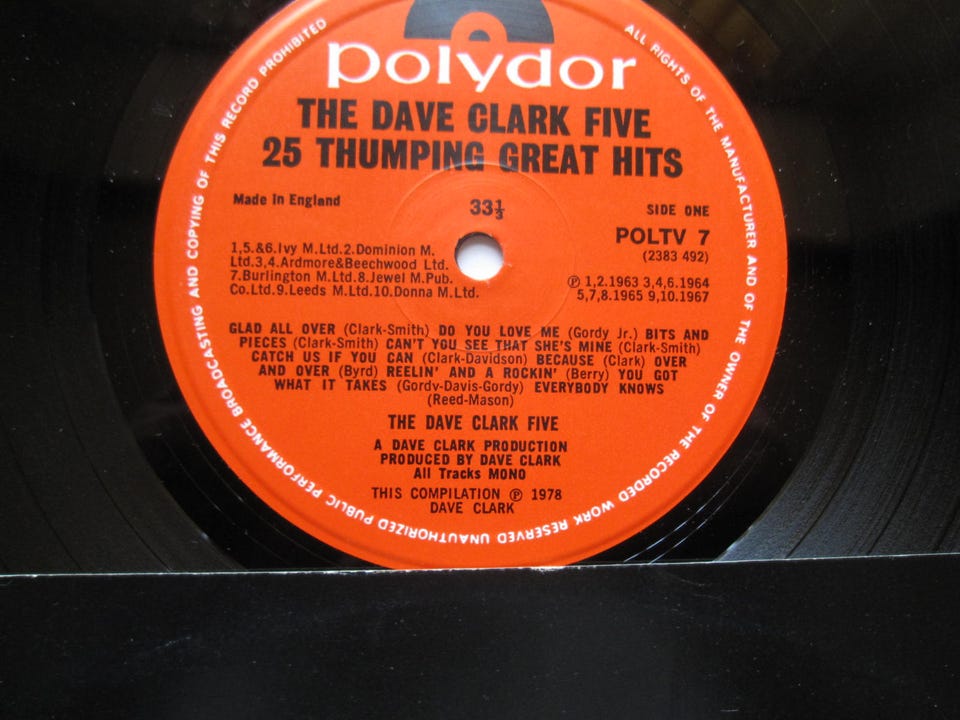 polydor
THE DAVE CLARK FIVE
25 THUMPING GREAT HITS
Made in England
33⅓
SIDE ONE
POLTV 7
(2383 492)
1,5.&6.Ivy M.Ltd.2.Dominion M.
Ltd.3,4.Ardmore&Beechwood Ltd.
7.Burlington M.Ltd.8.Jewel M.Pub.
Co.Ltd.9.Leeds M.Ltd.10.Donna M.Ltd.
℗ 1,2.1963 3,4,6.1964
5,7,8.1965 9,10.1967
GLAD ALL OVER (Clark-Smith) DO YOU LOVE ME (Gordy Jr.) BITS AND
PIECES (Clark-Smith) CAN'T YOU SEE THAT SHE'S MINE (Clark-Smith)
CATCH US IF YOU CAN (Clark-Davidson) BECAUSE (Clark) OVER
AND OVER (Byrd) REELIN' AND A ROCKIN' (Berry) YOU GOT
WHAT IT TAKES (Gordy-Davis-Gordy) EVERYBODY KNOWS
(Reed-Mason)
THE DAVE CLARK FIVE
A DAVE CLARK PRODUCTION
PRODUCED BY DAVE CLARK
All Tracks MONO
THIS COMPILATION ℗ 1978
DAVE CLARK
ALL RIGHTS OF THE MANUFACTURER AND OF THE OWNER OF THE RECORDED WORK RESERVED UNAUTHORIZED PUBLIC PERFORMANCE BROADCASTING AND COPYING OF THIS RECORD PROHIBITED